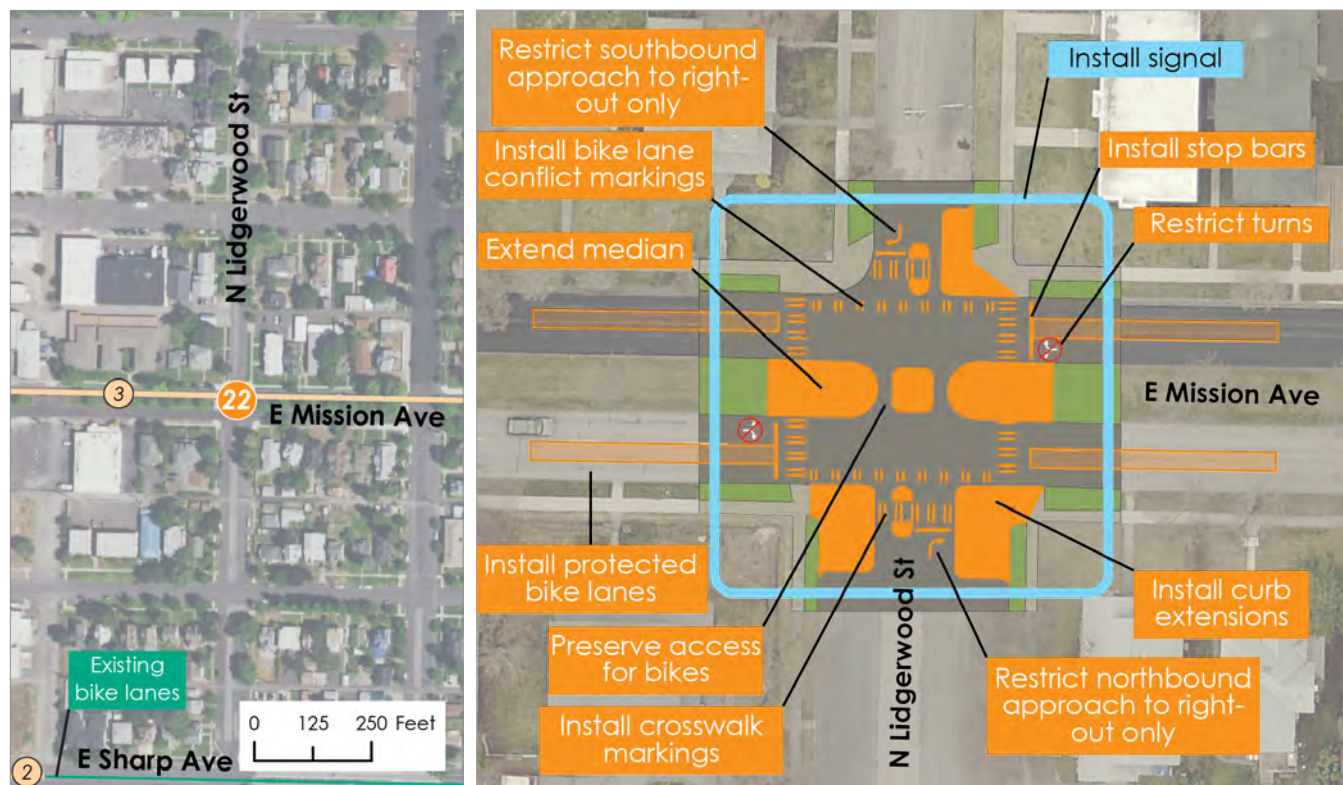 N Lidgerwood St
3
22
E Mission Ave
Existing
bike lanes
0 125 250 Feet
E Sharp Ave
2
Restrict southbound
approach to right-
out only
Install signal
Install bike lane
conflict markings
Install stop bars
Extend median
Restrict turns
E Mission Ave
Install protected
bike lanes
N Lidgerwood St
Install curb
extensions
Preserve access
for bikes
Restrict northbound
approach to right-
out only
Install crosswalk
markings